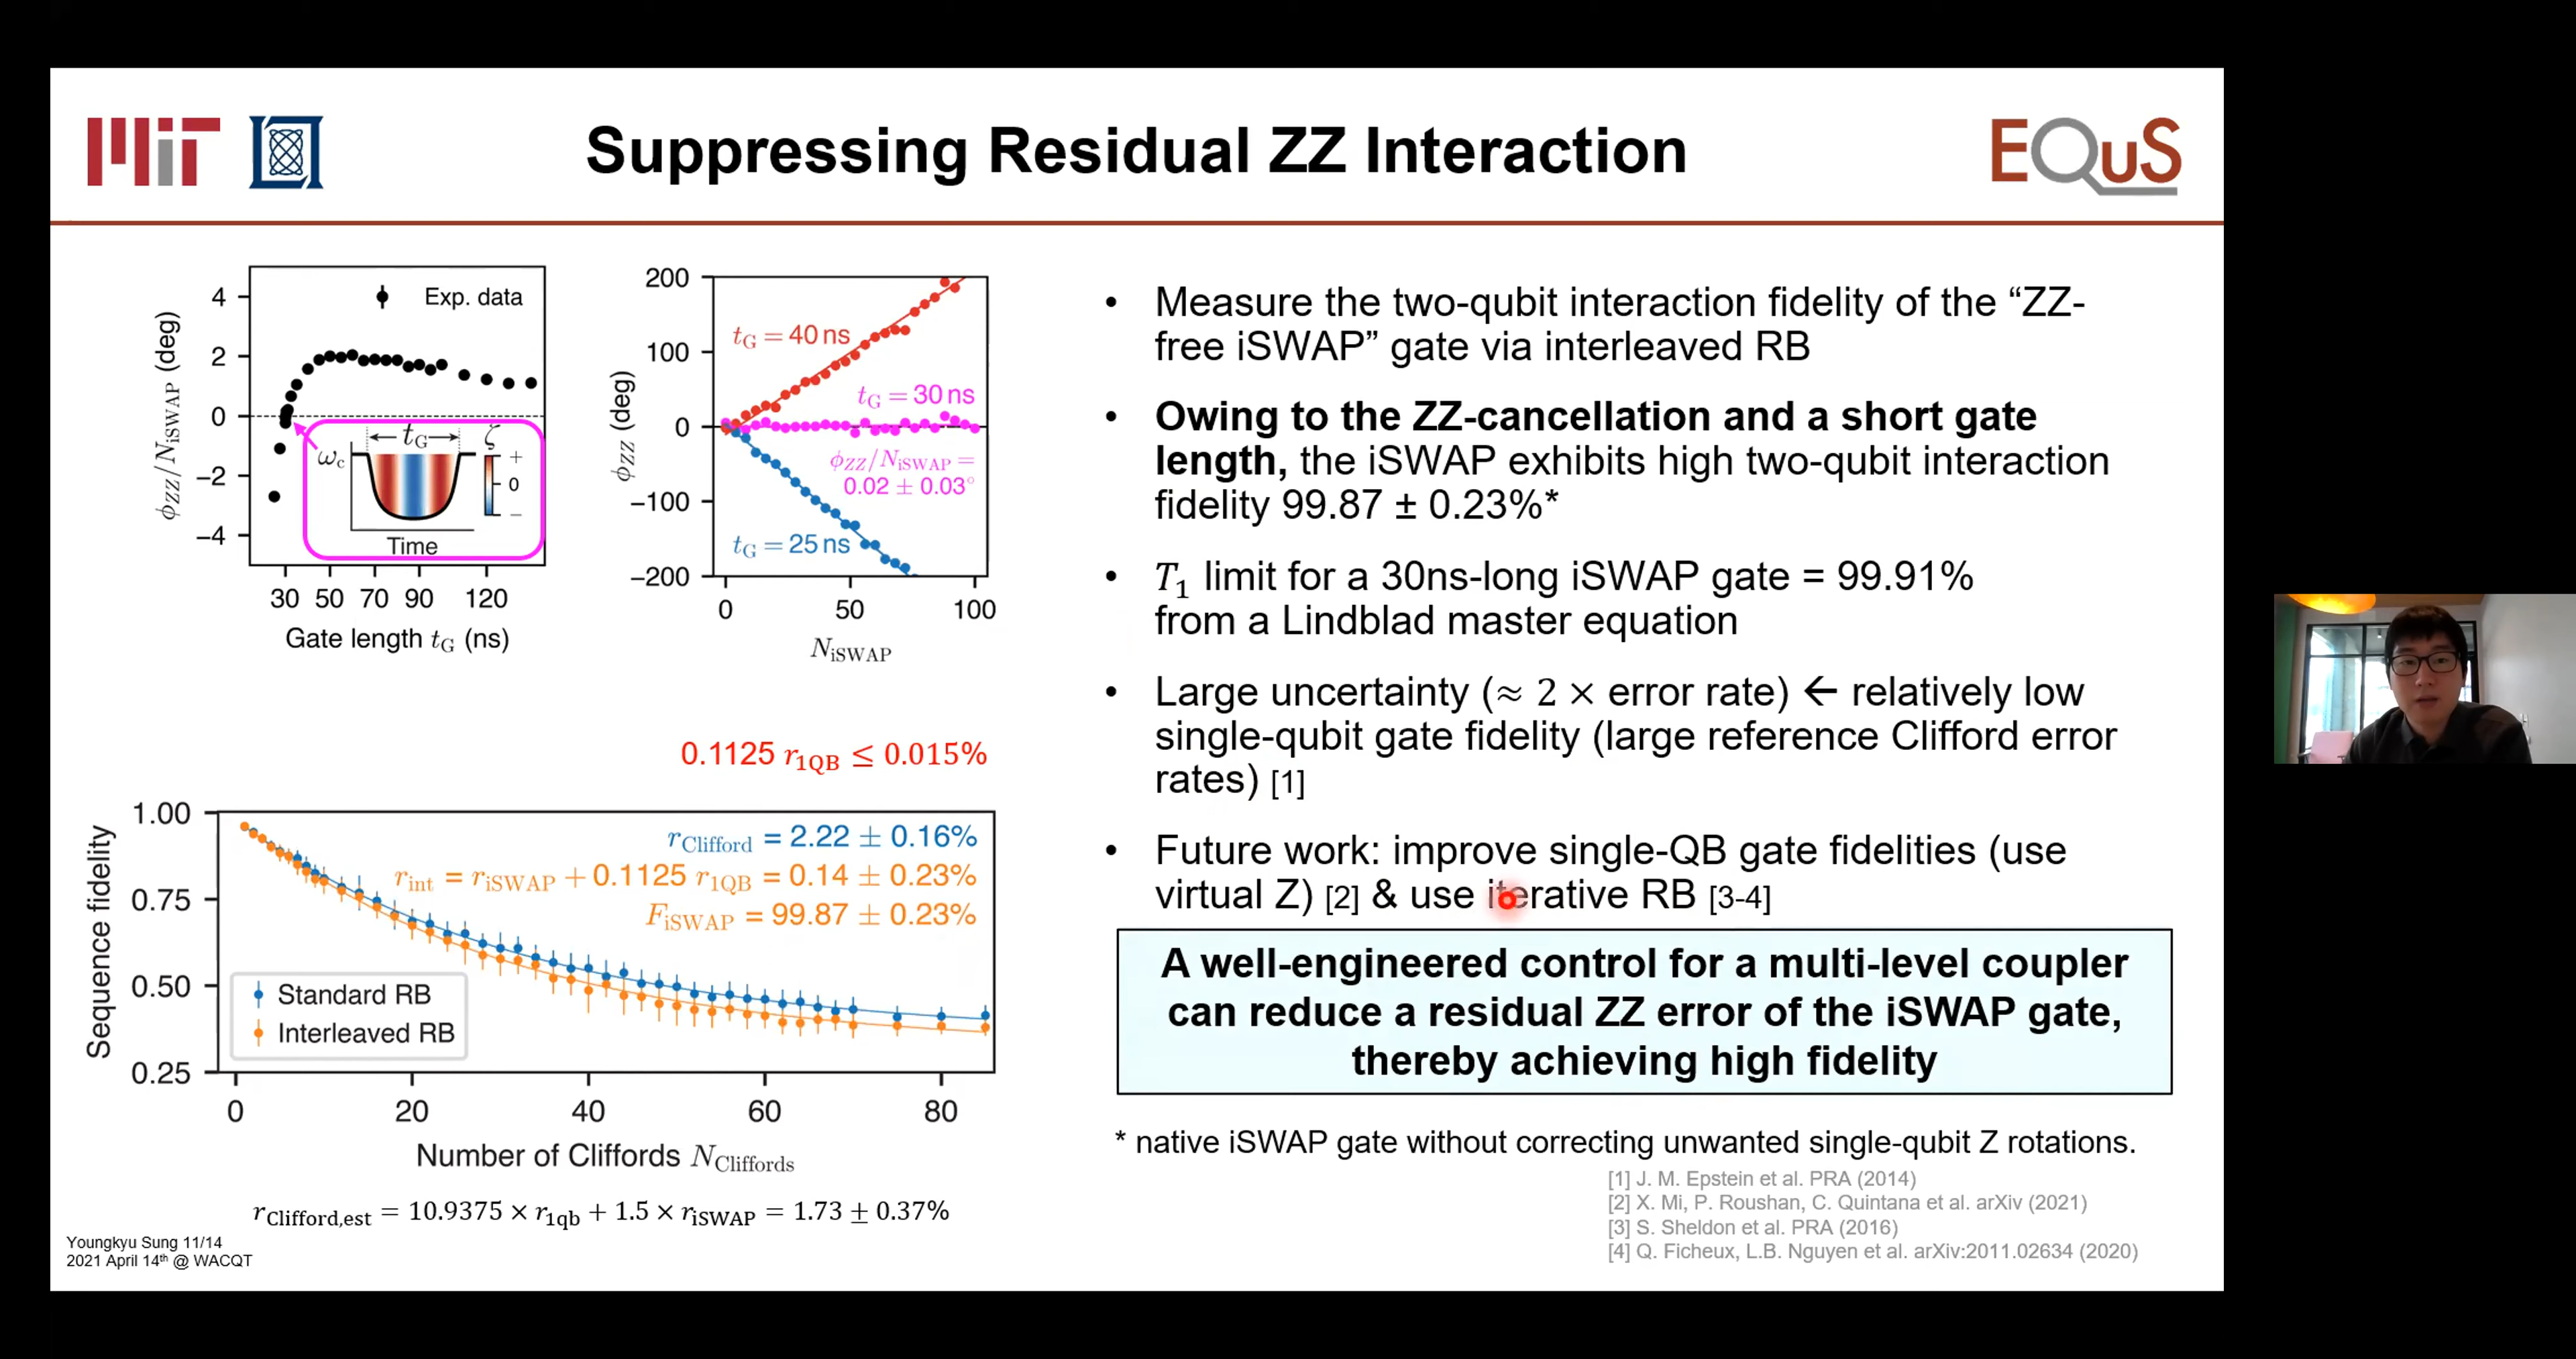 MIT
EQuS
Suppressing Residual ZZ Interaction
Exp. data
4
2
0
−2
−4
ϕZZ/NiSWAP (deg)
tG
ζ
+
0
−
ωc
Time
30 50 70 90 120
Gate length tG (ns)
200
100
0
−100
−200
ϕZZ (deg)
tG = 40 ns
tG = 30 ns
ϕZZ/NiSWAP =
0.02 ± 0.03°
tG = 25 ns
0 50 100
NiSWAP
0.1125 r1QB ≤ 0.015%
1.00
0.75
0.50
0.25
Sequence fidelity
rClifford = 2.22 ± 0.16%
rint = riSWAP + 0.1125 r1QB = 0.14 ± 0.23%
FiSWAP = 99.87 ± 0.23%
Standard RB
Interleaved RB
0 20 40 60 80
Number of Cliffords NCliffords
rClifford,est = 10.9375 × r1qb + 1.5 × riSWAP = 1.73 ± 0.37%
Youngkyu Sung 11/14
2021 April 14th @ WACQT
• Measure the two-qubit interaction fidelity of the “ZZ-
free iSWAP” gate via interleaved RB
• Owing to the ZZ-cancellation and a short gate
length, the iSWAP exhibits high two-qubit interaction
fidelity 99.87 ± 0.23%*
• T1 limit for a 30ns-long iSWAP gate = 99.91%
from a Lindblad master equation
• Large uncertainty (≈ 2 × error rate) ← relatively low
single-qubit gate fidelity (large reference Clifford error
rates) [1]
• Future work: improve single-QB gate fidelities (use
virtual Z) [2] & use iterative RB [3-4]
A well-engineered control for a multi-level coupler
can reduce a residual ZZ error of the iSWAP gate,
thereby achieving high fidelity
* native iSWAP gate without correcting unwanted single-qubit Z rotations.
[1] J. M. Epstein et al. PRA (2014)
[2] X. Mi, P. Roushan, C. Quintana et al. arXiv (2021)
[3] S. Sheldon et al. PRA (2016)
[4] Q. Ficheux, L.B. Nguyen et al. arXiv:2011.02634 (2020)